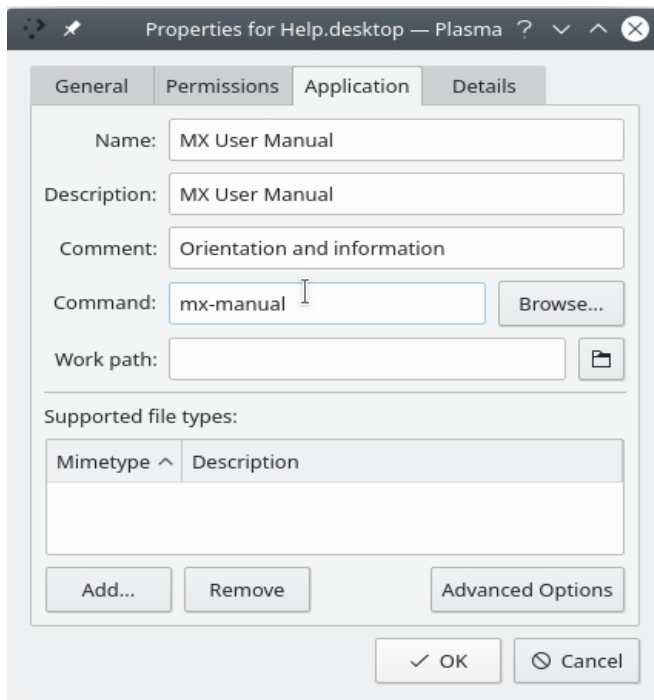 Properties for Help.desktop — Plasma ?
General Permissions Application Details
Name: MX User Manual
Description: MX User Manual
Comment: Orientation and information
Command: mx-manual Browse...
Work path:
Supported file types:
Mimetype Description
Add... Remove Advanced Options
OK Cancel